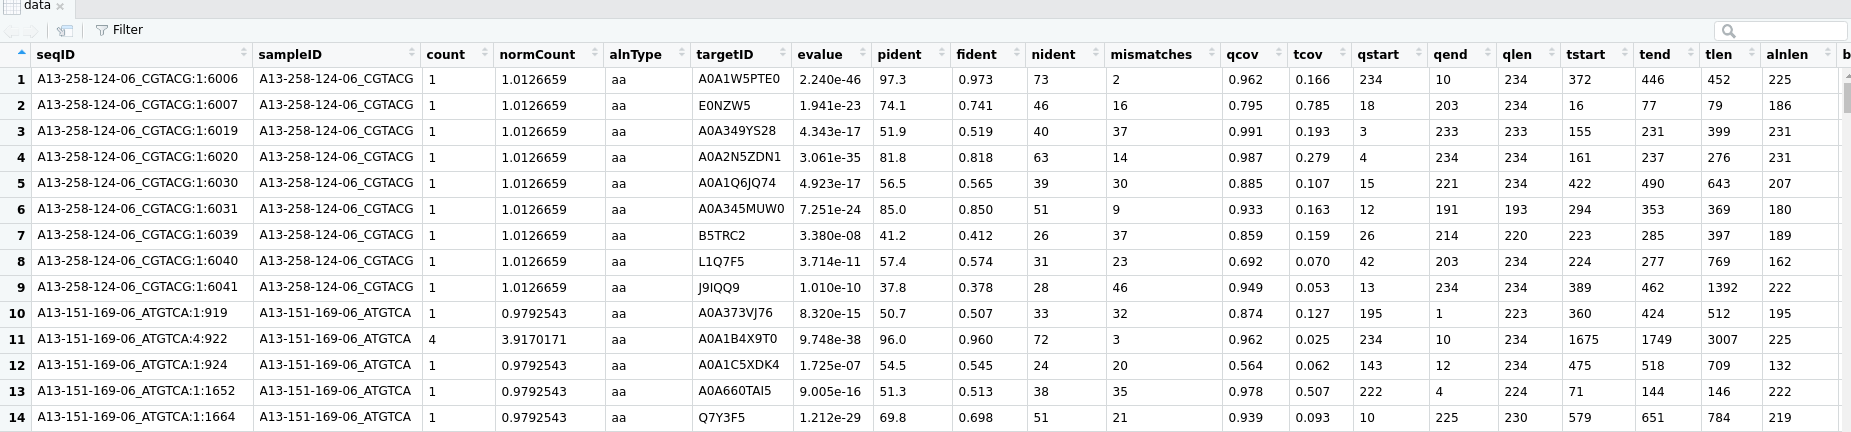 data
Filter
seqID sampleID count normCount alnType targetID evalue pident fident nident mismatches qcov tcov qstart qend qlen tstart tend tlen alnlen b
1 A13-258-124-06_CGTACG:1:6006 A13-258-124-06_CGTACG 1 1.0126659 aa A0A1W5PTE0 2.240e-46 97.3 0.973 73 2 0.962 0.166 234 10 234 372 446 452 225
2 A13-258-124-06_CGTACG:1:6007 A13-258-124-06_CGTACG 1 1.0126659 aa E0NZW5 1.941e-23 74.1 0.741 46 16 0.795 0.785 18 203 234 16 77 79 186
3 A13-258-124-06_CGTACG:1:6019 A13-258-124-06_CGTACG 1 1.0126659 aa A0A349YS28 4.343e-17 51.9 0.519 40 37 0.991 0.193 3 233 233 155 231 399 231
4 A13-258-124-06_CGTACG:1:6020 A13-258-124-06_CGTACG 1 1.0126659 aa A0A2N5ZDN1 3.061e-35 81.8 0.818 63 14 0.987 0.279 4 234 234 161 237 276 231
5 A13-258-124-06_CGTACG:1:6030 A13-258-124-06_CGTACG 1 1.0126659 aa A0A1Q6JQ74 4.923e-17 56.5 0.565 39 30 0.885 0.107 15 221 234 422 490 643 207
6 A13-258-124-06_CGTACG:1:6031 A13-258-124-06_CGTACG 1 1.0126659 aa A0A345MUW0 7.251e-24 85.0 0.850 51 9 0.933 0.163 12 191 193 294 353 369 180
7 A13-258-124-06_CGTACG:1:6039 A13-258-124-06_CGTACG 1 1.0126659 aa B5TRC2 3.380e-08 41.2 0.412 26 37 0.859 0.159 26 214 220 223 285 397 189
8 A13-258-124-06_CGTACG:1:6040 A13-258-124-06_CGTACG 1 1.0126659 aa L1Q7F5 3.714e-11 57.4 0.574 31 23 0.692 0.070 42 203 234 224 277 769 162
9 A13-258-124-06_CGTACG:1:6041 A13-258-124-06_CGTACG 1 1.0126659 aa J9IQQ9 1.010e-10 37.8 0.378 28 46 0.949 0.053 13 234 234 389 462 1392 222
10 A13-151-169-06_ATGTCA:1:919 A13-151-169-06_ATGTCA 1 0.9792543 aa A0A373VJ76 8.320e-15 50.7 0.507 33 32 0.874 0.127 195 1 223 360 424 512 195
11 A13-151-169-06_ATGTCA:4:922 A13-151-169-06_ATGTCA 4 3.9170171 aa A0A1B4X9T0 9.748e-38 96.0 0.960 72 3 0.962 0.025 234 10 234 1675 1749 3007 225
12 A13-151-169-06_ATGTCA:1:924 A13-151-169-06_ATGTCA 1 0.9792543 aa A0A1C5XDK4 1.725e-07 54.5 0.545 24 20 0.564 0.062 143 12 234 475 518 709 132
13 A13-151-169-06_ATGTCA:1:1652 A13-151-169-06_ATGTCA 1 0.9792543 aa A0A660TAI5 9.005e-16 51.3 0.513 38 35 0.978 0.507 222 4 224 71 144 146 222
14 A13-151-169-06_ATGTCA:1:1664 A13-151-169-06_ATGTCA 1 0.9792543 aa Q7Y3F5 1.212e-29 69.8 0.698 51 21 0.939 0.093 10 225 230 579 651 784 219